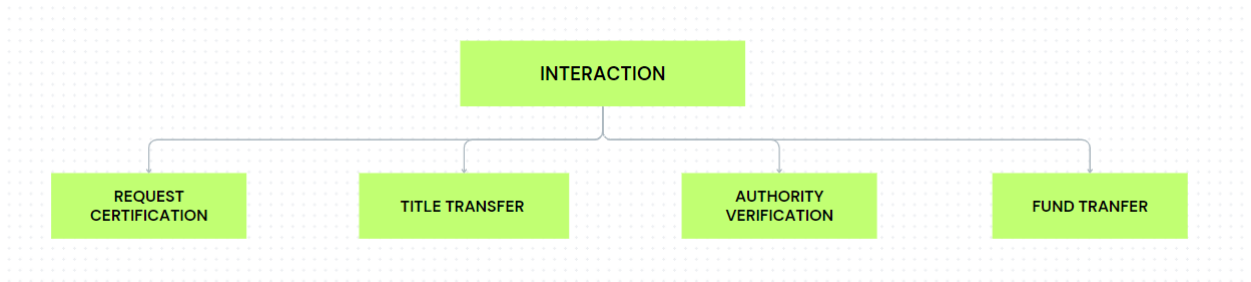 INTERACTION
REQUEST
CERTIFICATION
TITLE TRANSFER
AUTHORITY
VERIFICATION
FUND TRANFER